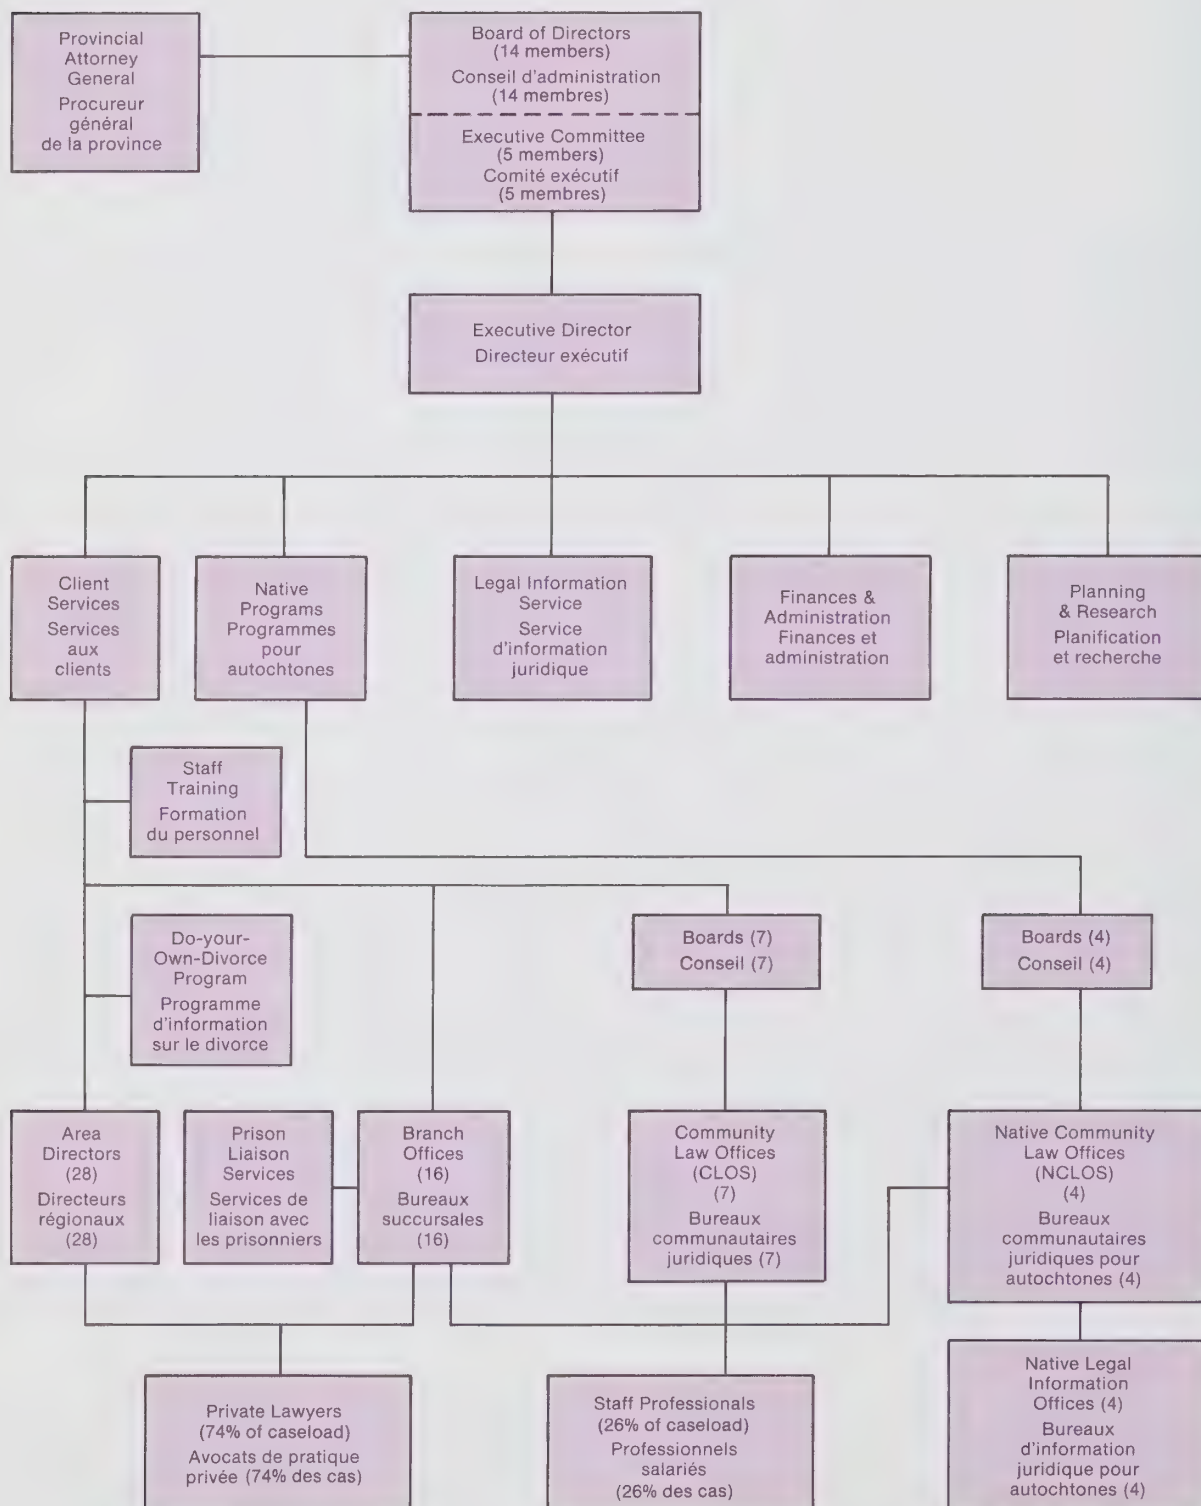 Provincial
Attorney
General
Procureur
général
de la province
Board of Directors
(14 members)
Conseil d'administration
(14 membres)
Executive Committee
(5 members)
Comité exécutif
(5 membres)
Executive Director
Directeur exécutif
Client
Services
Services
aux
clients
Native
Programs
Programmes
pour
autochtones
Legal Information
Service
Service
d'information
juridique
Finances &
Administration
Finances et
administration
Planning
& Research
Planification
et recherche
Staff
Training
Formation
du personnel
Do-your-
Own-Divorce
Program
Programme
d'information
sur le divorce
Boards (7)
Conseil (7)
Boards (4)
Conseil (4)
Area
Directors
(28)
Directeurs
régionaux
(28)
Prison
Liaison
Services
Services de
liaison avec
les prisonniers
Branch
Offices
(16)
Bureaux
succursales
(16)
Community
Law Offices
(CLOS)
(7)
Bureaux
communautaires
juridiques (7)
Native Community
Law Offices
(NCLOS)
(4)
Bureaux
communautaires
juridiques pour
autochtones (4)
Private Lawyers
(74% of caseload)
Avocats de pratique
privée (74% des cas)
Staff Professionals
(26% of caseload)
Professionnels
salariés
(26% des cas)
Native Legal
Information
Offices (4)
Bureaux
d'information
juridique pour
autochtones (4)